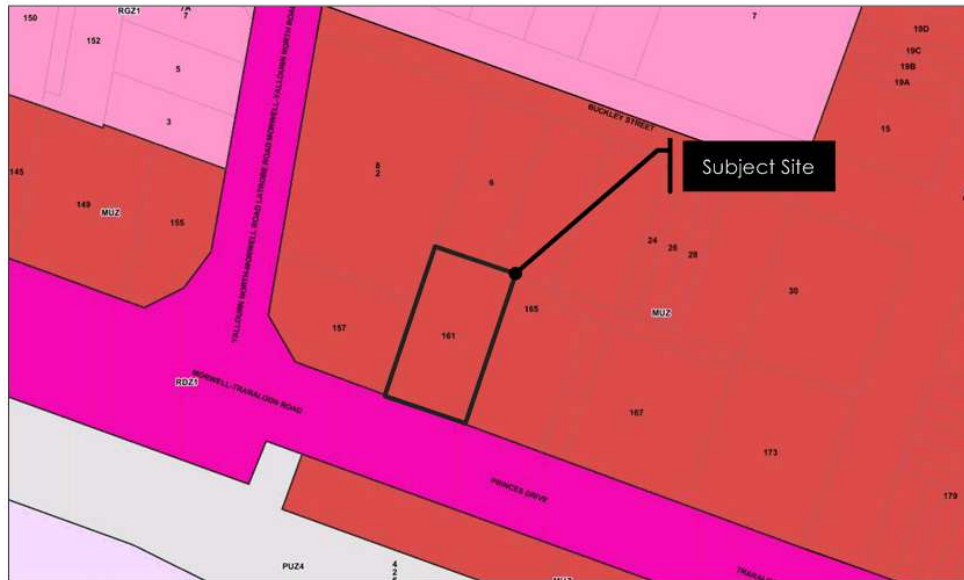 150
RGZ1
7A
7
152
5
3
7
19D
19C
19B
19A
15
BUCKLEY STREET
Subject Site
8
2
6
145
149
MUZ
155
YALLOURN NORTH-MORWELL ROAD LATROBE ROAD MORWELL-YALLOURN NORTH ROAD
24
26
28
MUZ
30
157
161
165
RDZ1
MORWELL-TRARALGON ROAD
167
173
179
PRINCES DRIVE
PUZ4
4
2